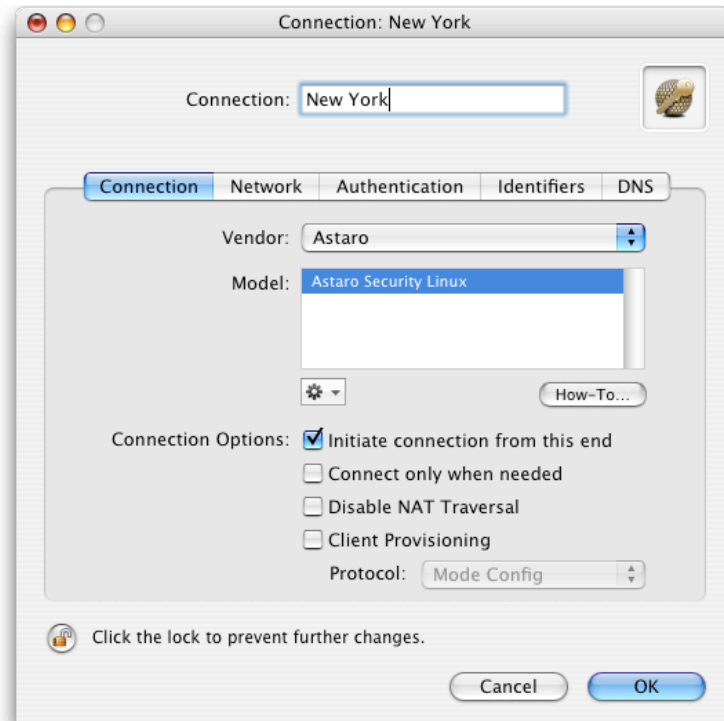 Connection: New York
Connection: New York
Connection Network Authentication Identifiers DNS
Vendor: Astaro
Model: Astaro Security Linux
How-To...
Connection Options: Initiate connection from this end
Connect only when needed
Disable NAT Traversal
Client Provisioning
Protocol: Mode Config
Click the lock to prevent further changes.
Cancel OK